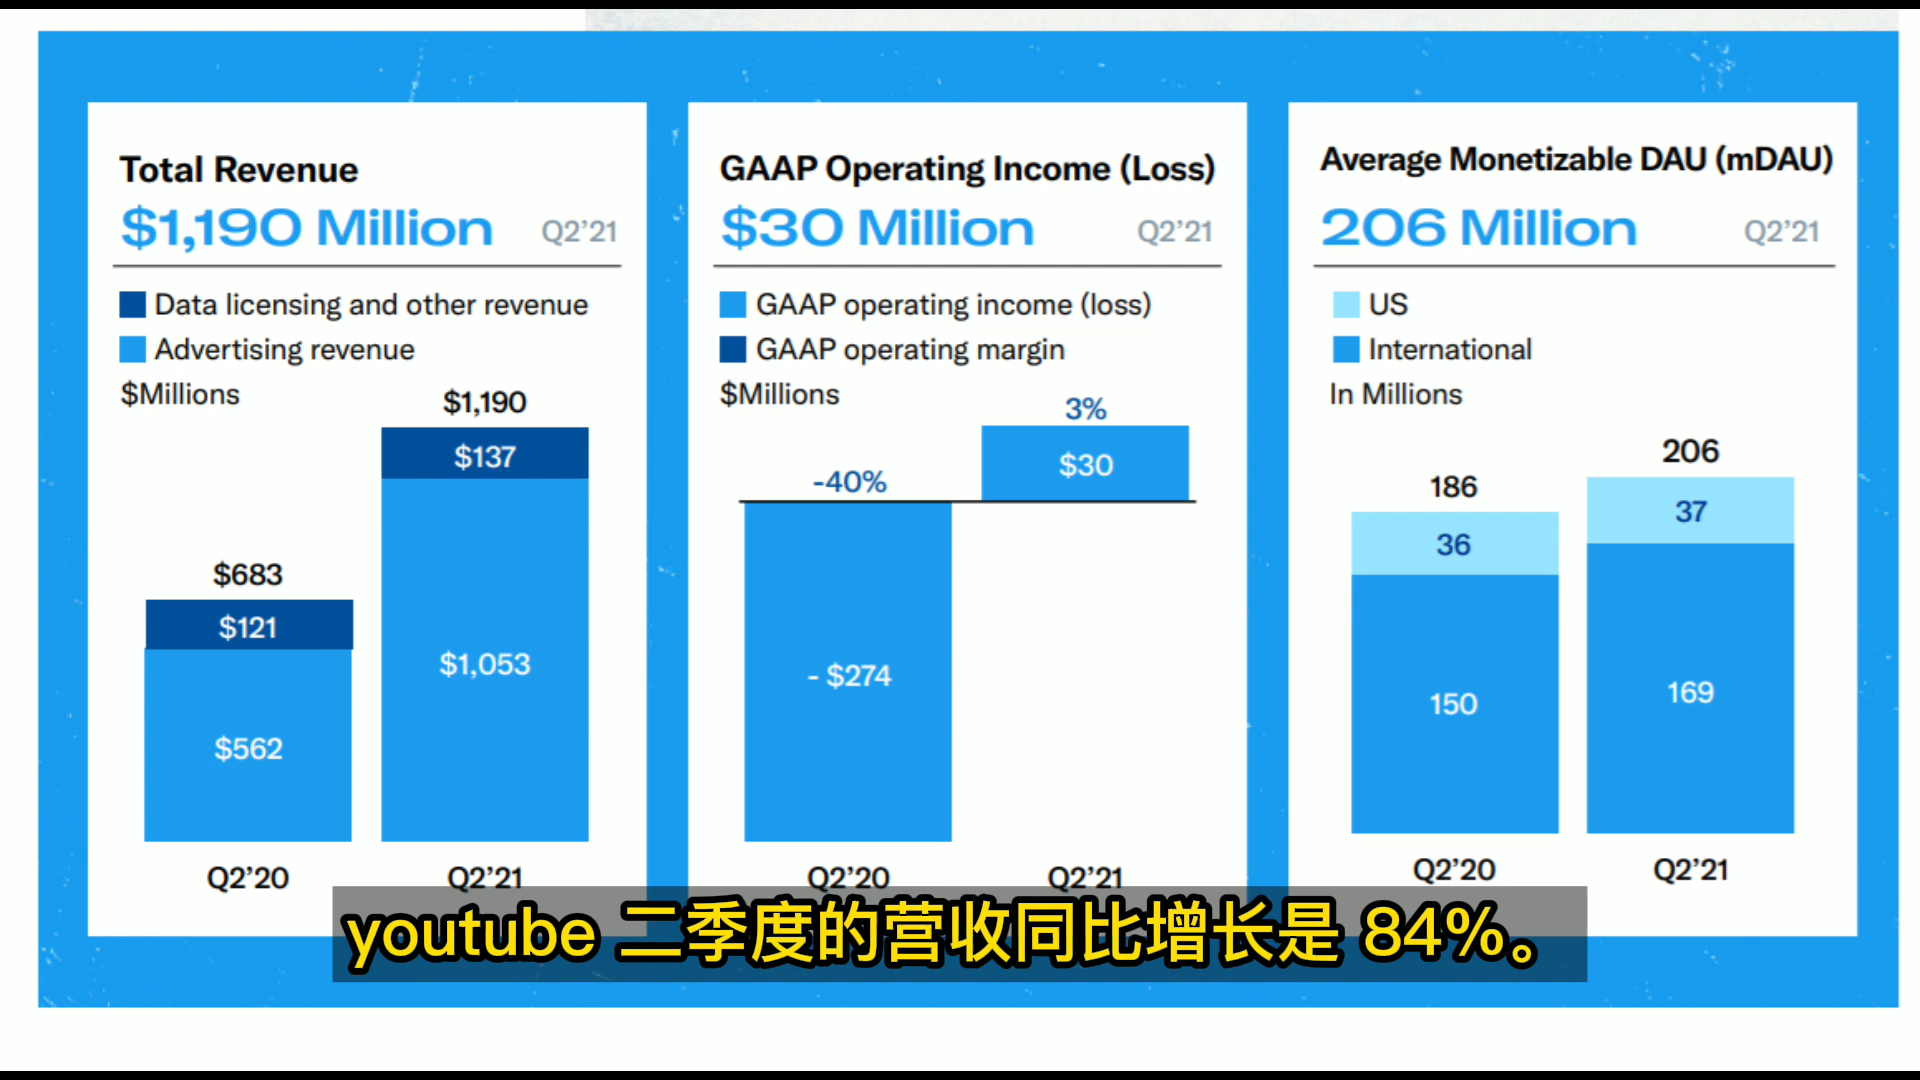 Total Revenue
$1,190 Million Q2’21
Data licensing and other revenue
Advertising revenue
$Millions
$1,190
$137
$683
$121
$1,053
$562
Q2’20 Q2’21
GAAP Operating Income (Loss)
$30 Million Q2’21
GAAP operating income (loss)
GAAP operating margin
$Millions
3%
$30
-40%
- $274
Q2’20 Q2’21
Average Monetizable DAU (mDAU)
206 Million Q2’21
US
International
In Millions
206
186
37
36
169
150
Q2’20 Q2’21
youtube 二季度的营收同比增长是 84%。